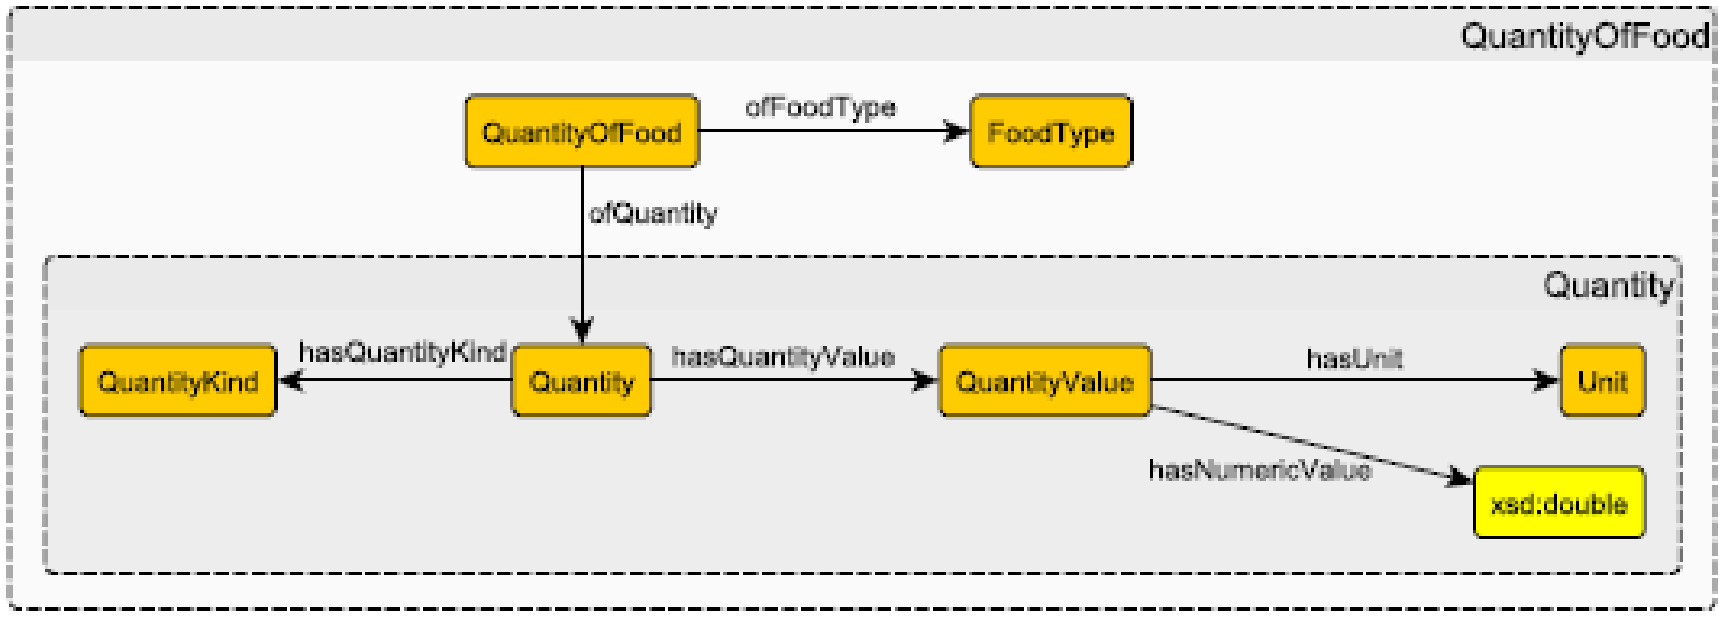 QuantityOfFood
ofFoodType
QuantityOfFood
FoodType
ofQuantity
Quantity
hasQuantityKind
hasQuantityValue
hasUnit
QuantityKind
Quantity
QuantityValue
Unit
hasNumericValue
xsd:double